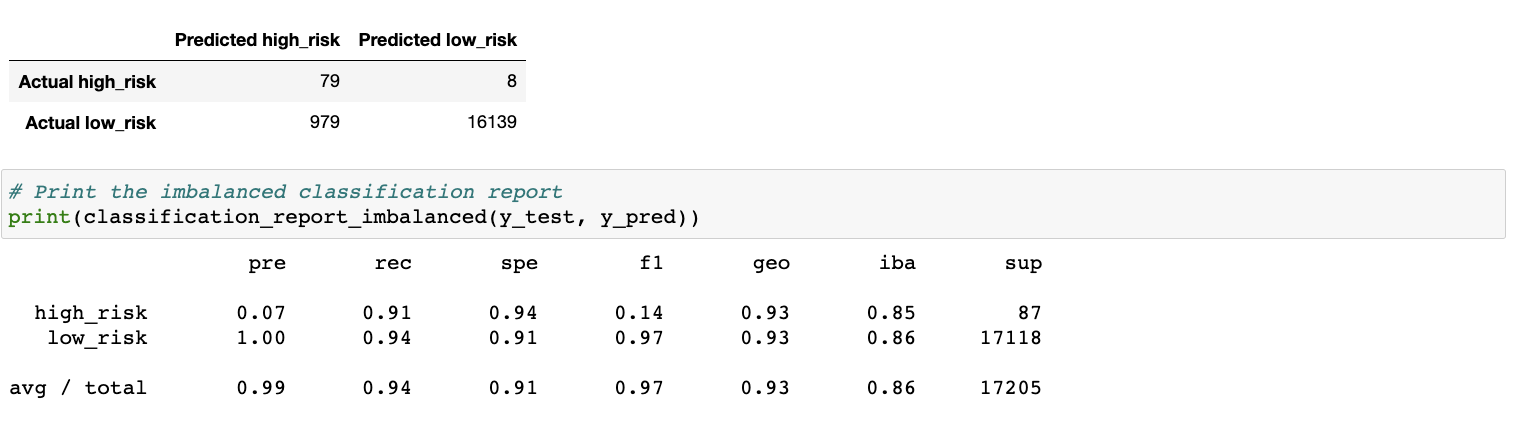 Predicted high_risk Predicted low_risk
Actual high_risk 79 8
Actual low_risk 979 16139
# Print the imbalanced classification report
print(classification_report_imbalanced(y_test, y_pred))
pre rec spe f1 geo iba sup
high_risk 0.07 0.91 0.94 0.14 0.93 0.85 87
low_risk 1.00 0.94 0.91 0.97 0.93 0.86 17118
avg / total 0.99 0.94 0.91 0.97 0.93 0.86 17205